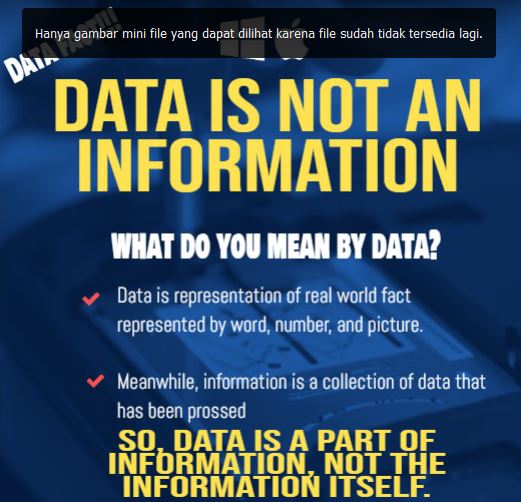 Hanya gambar mini file yang dapat dilihat karena file sudah tidak tersedia lagi.
DATA FACT!!!
DATA IS NOT AN
INFORMATION
WHAT DO YOU MEAN BY DATA?
Data is representation of real world fact
represented by word, number, and picture.
Meanwhile, information is a collection of data that
has been prossed
SO, DATA IS A PART OF
INFORMATION, NOT THE
INFORMATION ITSELF.